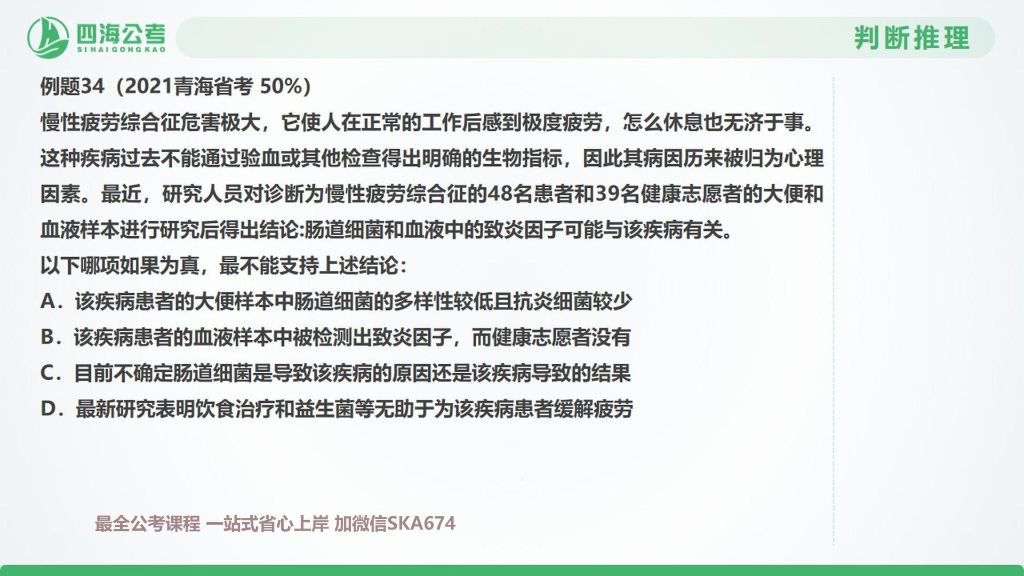 四海公考
SIHAIGONGKAO
判断推理
例题34（2021青海省考 50%）
慢性疲劳综合征危害极大，它使人在正常的工作后感到极度疲劳，怎么休息也无济于事。
这种疾病过去不能通过验血或其他检查得出明确的生物指标，因此其病因历来被归为心理
因素。最近，研究人员对诊断为慢性疲劳综合征的48名患者和39名健康志愿者的大便和
血液样本进行研究后得出结论:肠道细菌和血液中的致炎因子可能与该疾病有关。
以下哪项如果为真，最不能支持上述结论：
A．该疾病患者的大便样本中肠道细菌的多样性较低且抗炎细菌较少
B．该疾病患者的血液样本中被检测出致炎因子，而健康志愿者没有
C．目前不确定肠道细菌是导致该疾病的原因还是该疾病导致的结果
D．最新研究表明饮食治疗和益生菌等无助于为该疾病患者缓解疲劳
最全公考课程 一站式省心上岸 加微信SKA674